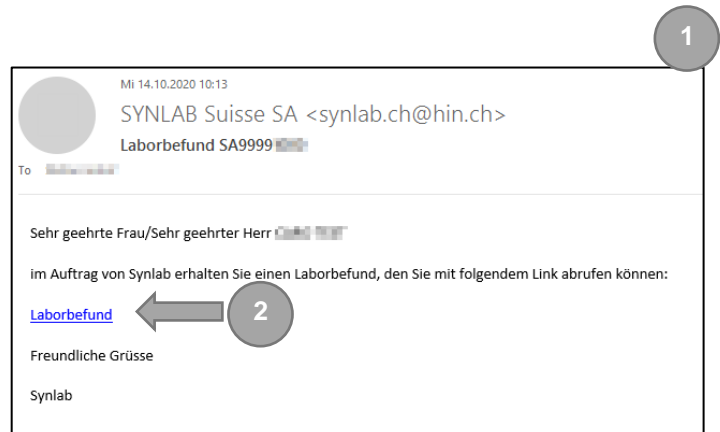 1
Mi 14.10.2020 10:13
SYNLAB Suisse SA <synlab.ch@hin.ch>
Laborbefund SA9999
To
Sehr geehrte Frau/Sehr geehrter Herr
im Auftrag von Synlab erhalten Sie einen Laborbefund, den Sie mit folgendem Link abrufen können:
Laborbefund
2
Freundliche Grüsse
Synlab